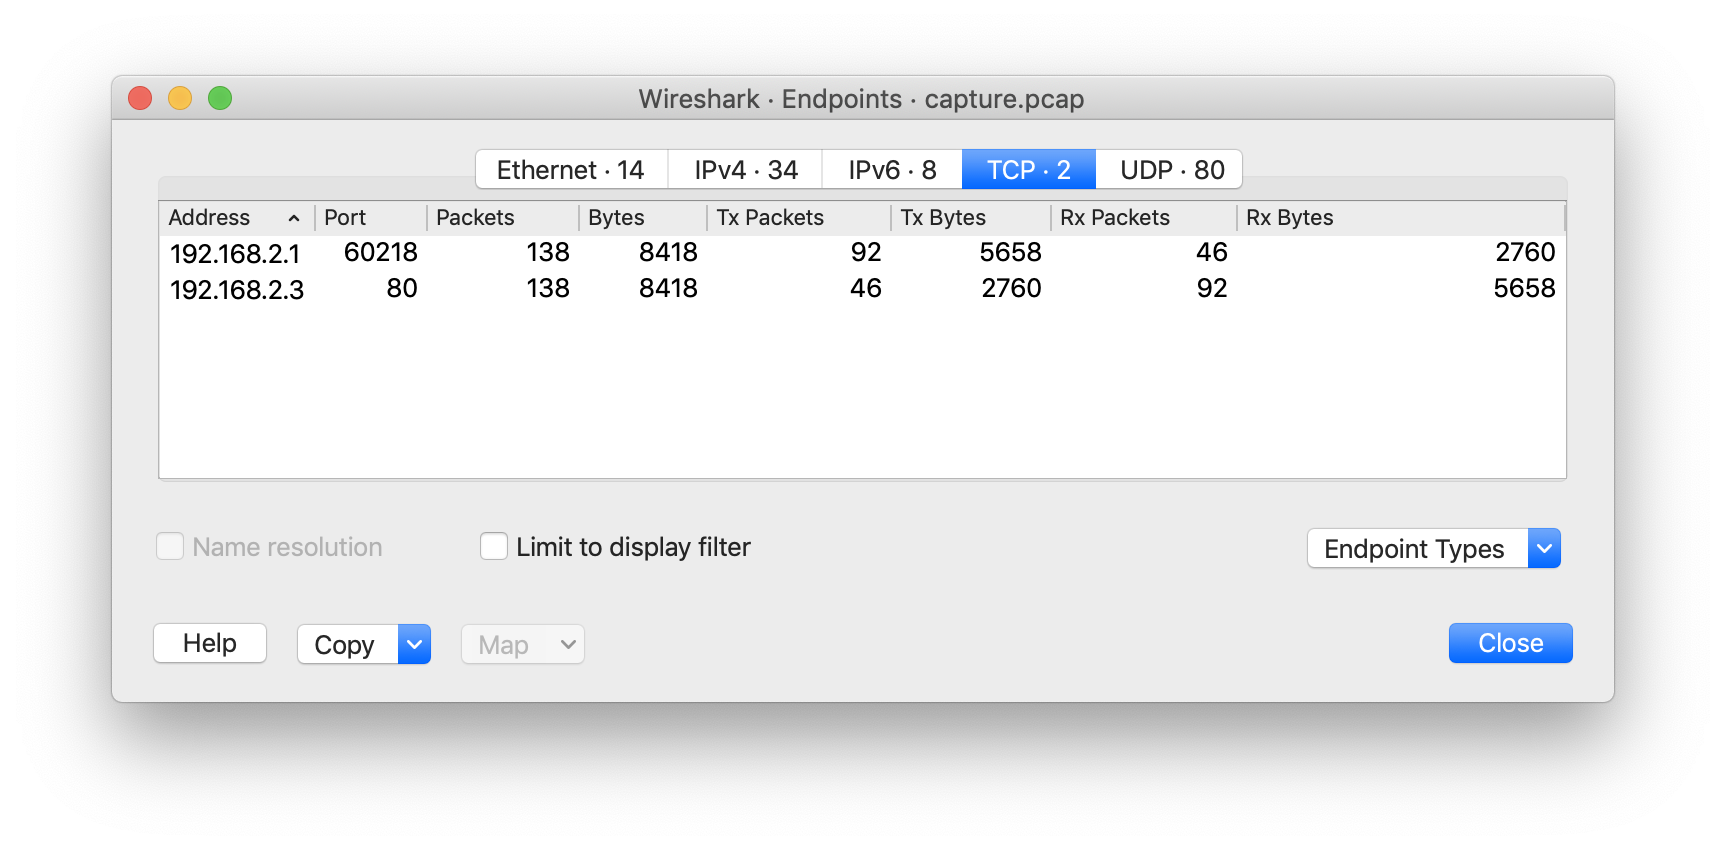 Wireshark · Endpoints · capture.pcap
Ethernet · 14 IPv4 · 34 IPv6 · 8 TCP · 2 UDP · 80
Address Port Packets Bytes Tx Packets Tx Bytes Rx Packets Rx Bytes
192.168.2.1 60218 138 8418 92 5658 46 2760
192.168.2.3 80 138 8418 46 2760 92 5658
Name resolution Limit to display filter Endpoint Types
Help Copy Map Close